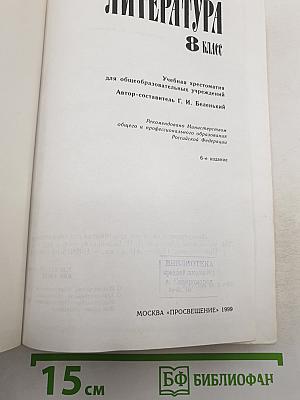 ЛИТЕРАТУРА
8 класс
Учебная хрестоматия
для общеобразовательных учреждений
Автор-составитель Г. И. Беленький
Рекомендовано Министерством
общего и профессионального образования
Российской Федерации
6-е издание
БИБЛИОТЕКА
МОСКВА «ПРОСВЕЩЕНИЕ» 1999
15 см
БФ БИБЛИОФАН